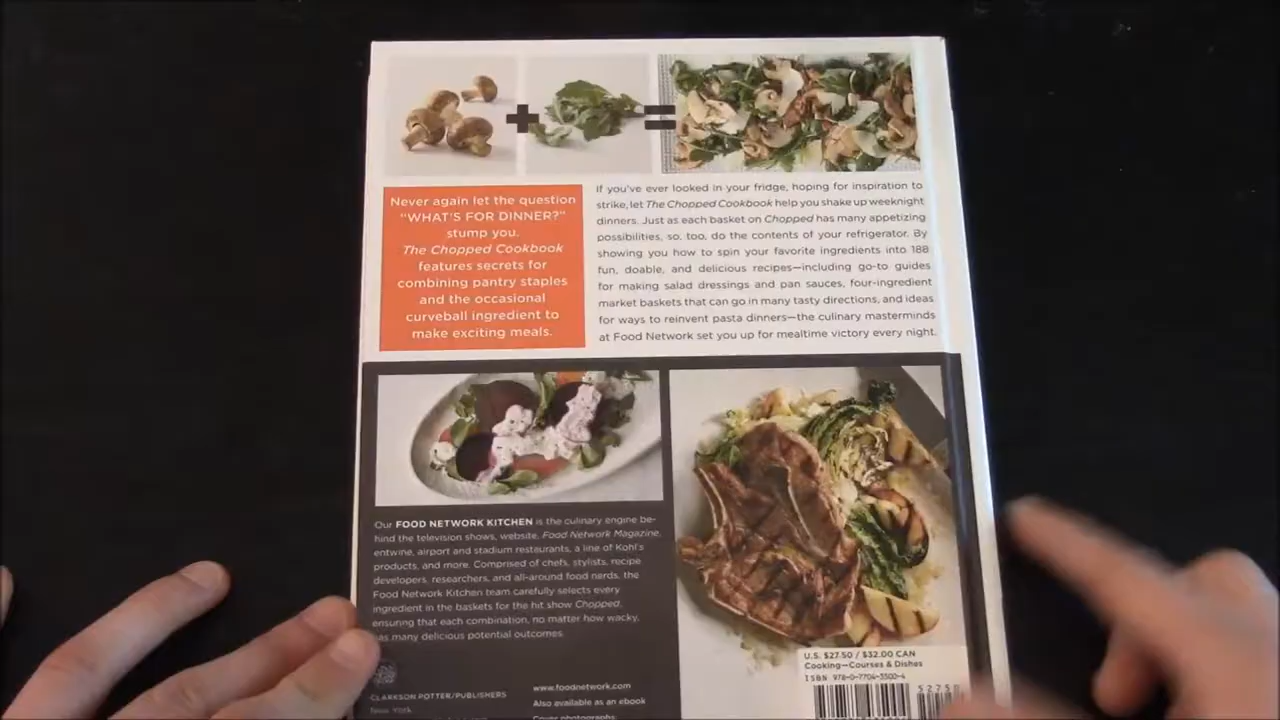 +
=
Never again let the question
"WHAT'S FOR DINNER?"
stump you.
The Chopped Cookbook
features secrets for
combining pantry staples
and the occasional
curveball ingredient to
make exciting meals.
If you've ever looked in your fridge, hoping for inspiration to
strike, let The Chopped Cookbook help you shake up weeknight
dinners. Just as each basket on Chopped has many appetizing
possibilities, so, too, do the contents of your refrigerator. By
showing you how to spin your favorite ingredients into 188
fun, doable, and delicious recipes—including go-to guides
for making salad dressings and pan sauces, four-ingredient
market baskets that can go in many tasty directions, and ideas
for ways to reinvent pasta dinners—the culinary masterminds
at Food Network set you up for mealtime victory every night.
Our FOOD NETWORK KITCHEN is the culinary engine be-
hind the television shows, website, Food Network Magazine,
entwine, airport and stadium restaurants, a line of Kohl's
products, and more. Comprised of chefs, stylists, recipe
developers, researchers, and all-around food nerds, the
Food Network Kitchen team carefully selects every
ingredient in the baskets for the hit show Chopped,
ensuring that each combination, no matter how wacky,
has many delicious potential outcomes.
CLARKSON POTTER/PUBLISHERS
New York
www.foodnetwork.com
Also available as an ebook
Cover photographs:
U.S. $27.50 / $32.00 CAN
Cooking—Courses & Dishes
ISBN 978-0-7704-3500-4
5275